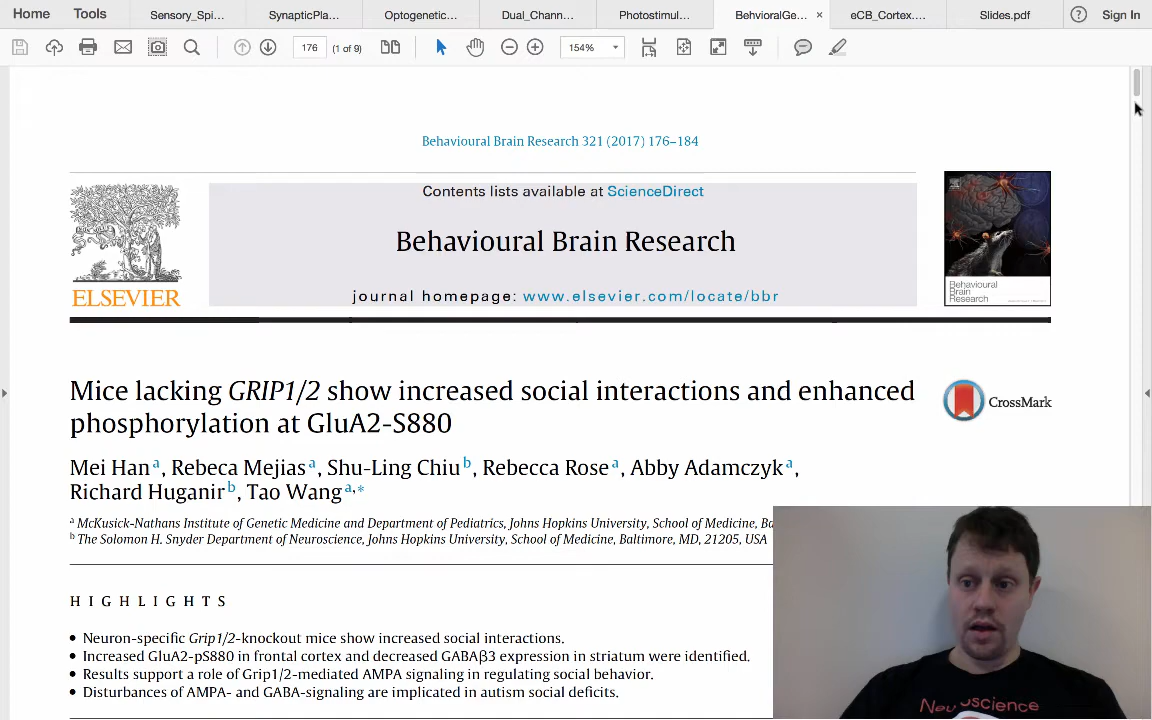 Home Tools Sensory_Spi... SynapticPla... Optogenetic... Dual_Chann... Photostimul... BehvioralGe... × eCB_Cortex.... Slides.pdf ? Sign In
176 (1 of 9) 154%
Behavioural Brain Research 321 (2017) 176–184
Contents lists available at ScienceDirect
Behavioural Brain Research
journal homepage: www.elsevier.com/locate/bbr
ELSEVIER
Behavioural
Brain
Research
Mice lacking GRIP1/2 show increased social interactions and enhanced
phosphorylation at GluA2-S880
CrossMark
Mei Han a, Rebeca Mejias a, Shu-Ling Chiu b, Rebecca Rose a, Abby Adamczyk a,
Richard Huganir b, Tao Wang a,*
a McKusick-Nathans Institute of Genetic Medicine and Department of Pediatrics, Johns Hopkins University, School of Medicine, Ba
b The Solomon H. Snyder Department of Neuroscience, Johns Hopkins University, School of Medicine, Baltimore, MD, 21205, USA
HIGHLIGHTS
• Neuron-specific Grip1/2-knockout mice show increased social interactions.
• Increased GluA2-pS880 in frontal cortex and decreased GABAβ3 expression in striatum were identified.
• Results support a role of Grip1/2-mediated AMPA signaling in regulating social behavior.
• Disturbances of AMPA- and GABA-signaling are implicated in autism social deficits.
Neuroscience